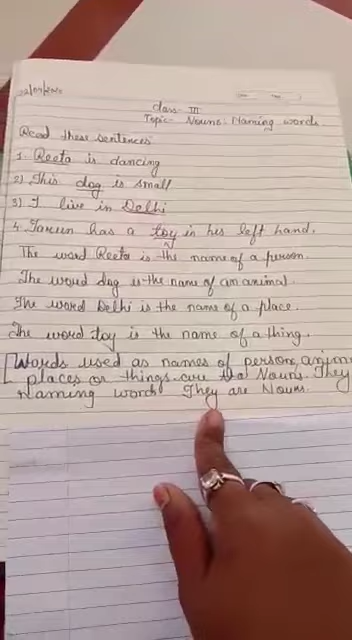 Class III
Topic- Nouns: Naming words
Read these sentences
1. Reeta is dancing
2) This dog is small
3) I live in Delhi
4. Tarun has a toy in his left hand.
The word Reeta is the name of a person.
The word dog is the name of an animal.
The word Delhi is the name of a place.
The word toy is the name of a thing.
[Words used as names of person, anim
places or things are Nouns. They
naming words They are Nouns.